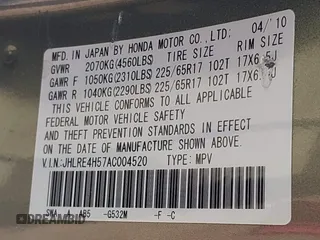 MFD. IN JAPAN BY HONDA MOTOR CO.,LTD; 04/10
GVWR 2070KG(4560LBS) TIRE SIZE RIM SIZE
GAWR F 1050KG(2310LBS) 225/65R17 102T 17X6.5J
GAWR R 1040KG(2290LBS) 225/65R17 102T 17X6.5J
THIS VEHICLE CONFORMS TO ALL APPLICABLE
FEDERAL MOTOR VEHICLE SAFETY AND
THEFT PREVENTION STANDARDS IN EFFECT
ON THE DATE OF MANUFACTURE SHOWN ABOVE.
V.I.N:JHLRE4H57AC004520 TYPE: MPV
SWA -G532M -F -C
DREAMBID